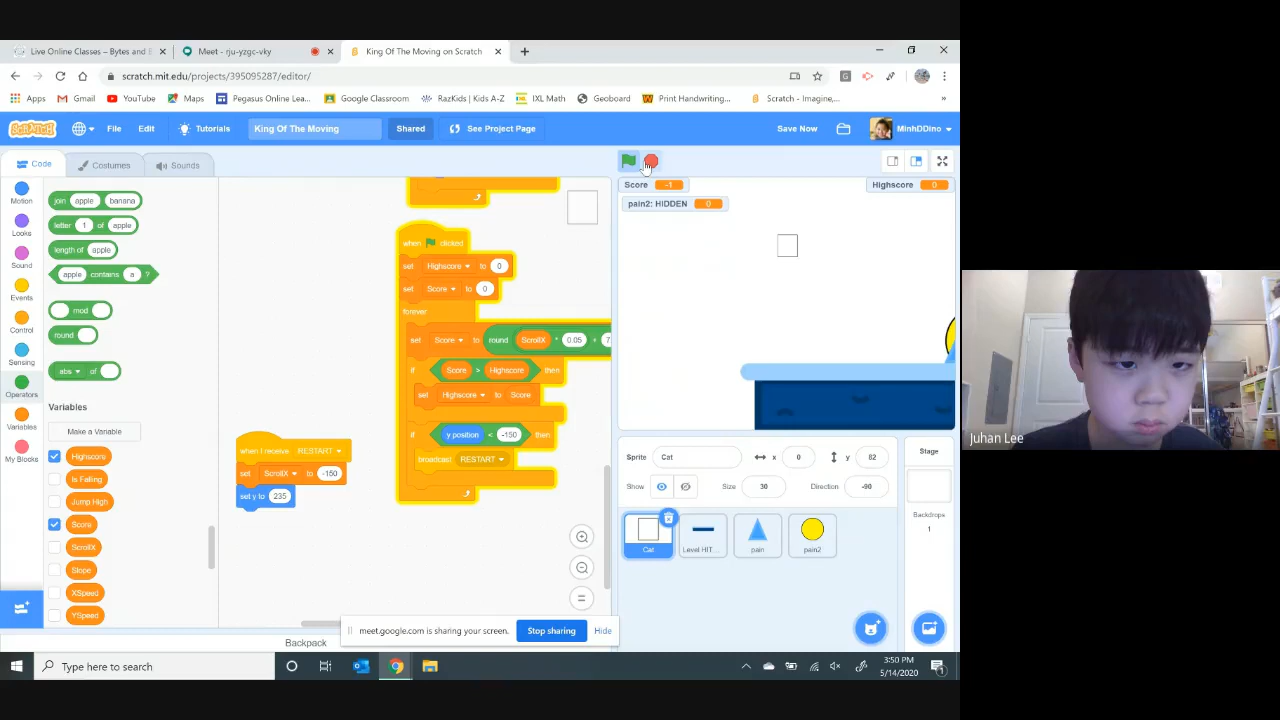 Live Online Classes – Bytes and
Meet - rju-yzgc-vky
King Of The Moving on Scratch
scratch.mit.edu/projects/395095287/editor/
Apps
Gmail
YouTube
Maps
Pegasus Online Lea...
Google Classroom
RazKids | Kids A-Z
IXL Math
Geoboard
Print Handwriting...
Scratch - Imagine,...
SCRATCH
File
Edit
Tutorials
King Of The Moving
Shared
See Project Page
Save Now
MinhDDino
Code
Costumes
Sounds
Motion
Looks
Sound
Events
Control
Sensing
Operators
Variables
My Blocks
join apple banana
letter 1 of apple
length of apple
apple contains a ?
mod
round
abs of
Variables
Make a Variable
Highscore
Is Falling
Jump High
Score
ScrollX
Slope
XSpeed
YSpeed
when I receive RESTART
set ScrollX to -150
set y to 235
when clicked
set Highscore to 0
set Score to 0
forever
set Score to round ScrollX * 0.05 + 7
if Score > Highscore then
set Highscore to Score
if y position < -150 then
broadcast RESTART
Score -1
Highscore 0
pain2: HIDDEN 0
Sprite Cat x 0 y 82
Show Size 30 Direction -90
Cat
Level HIT...
pain
pain2
Stage
Backdrops
1
Backpack
meet.google.com is sharing your screen.
Stop sharing
Hide
Type here to search
3:50 PM
5/14/2020
1
Juhan Lee